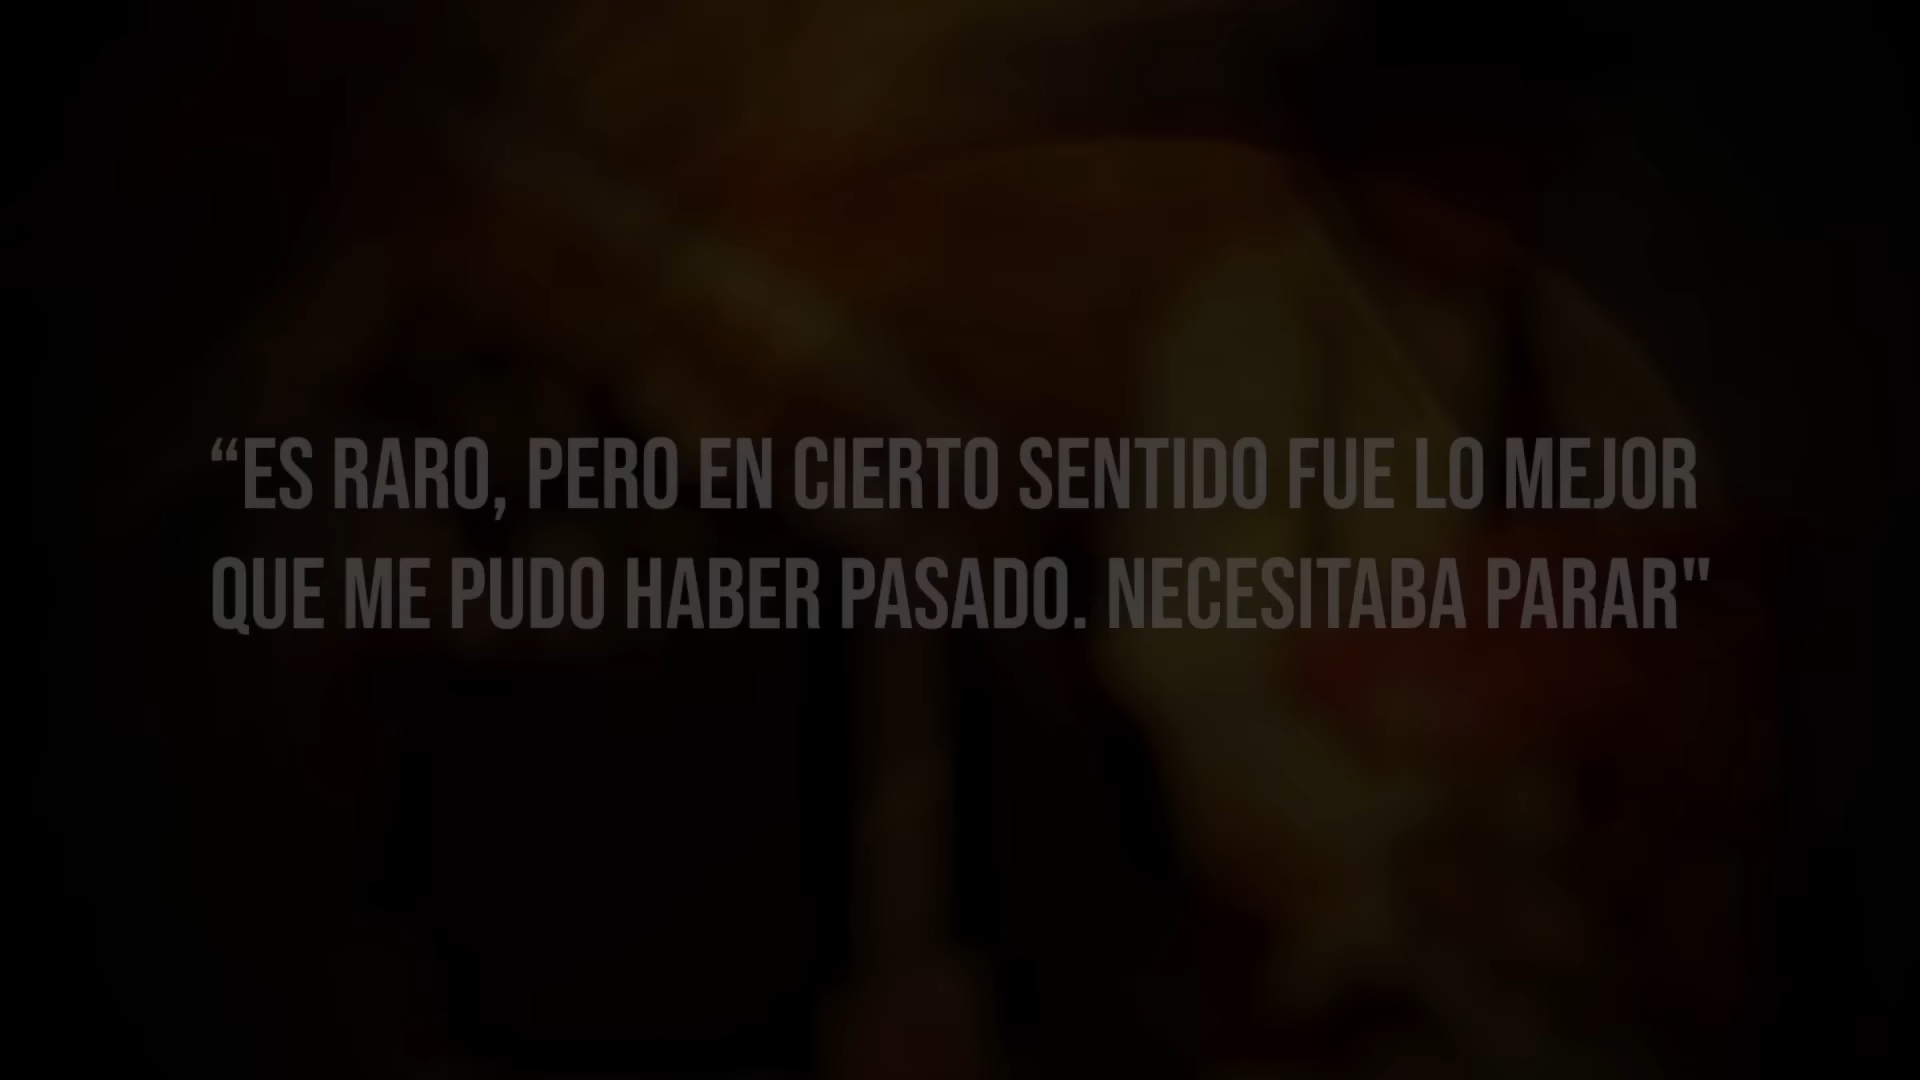 “ES RARO, PERO EN CIERTO SENTIDO FUE LO MEJOR
QUE ME PUDO HABER PASADO. NECESITABA PARAR"